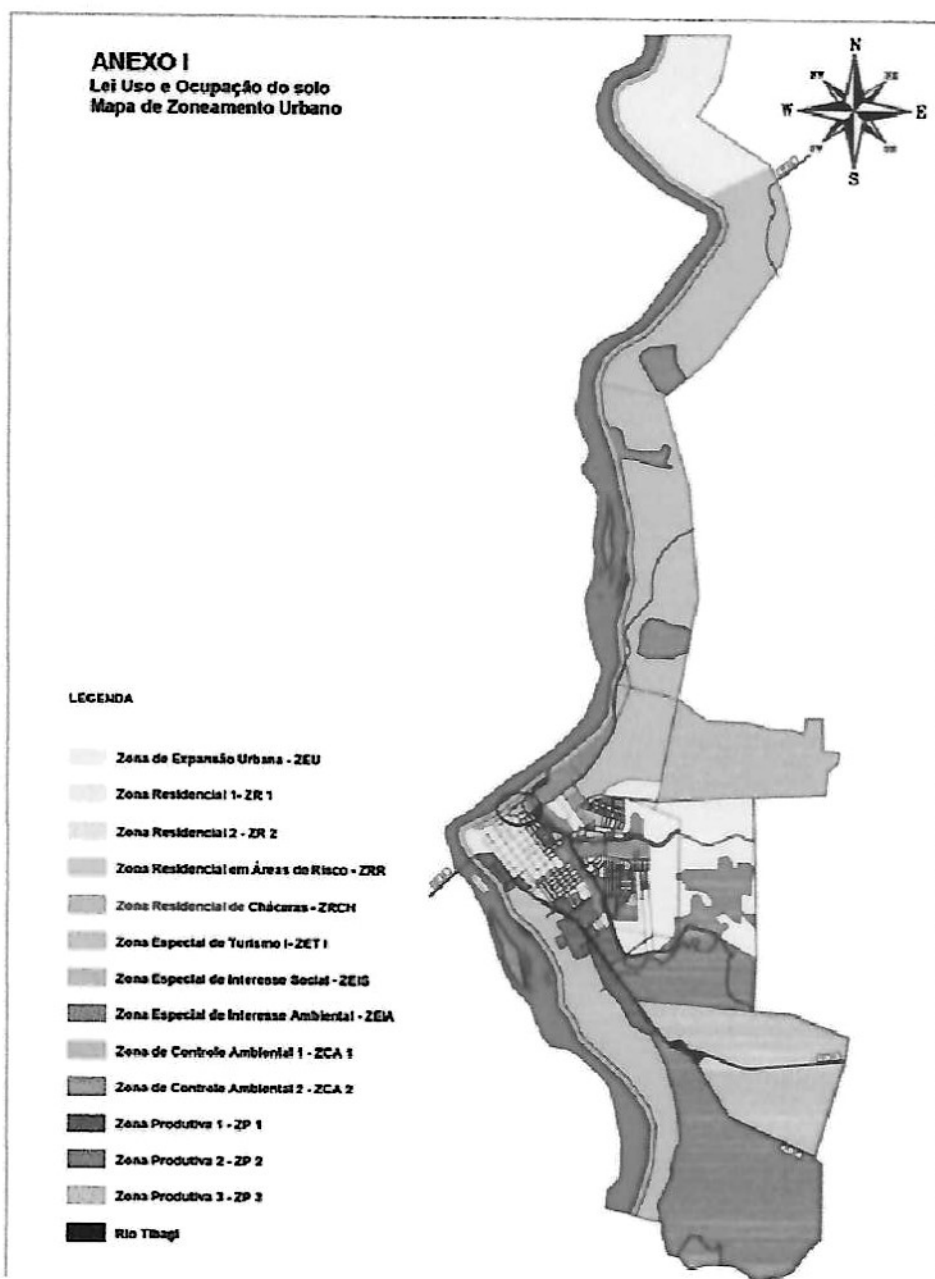 ANEXO I
Lei Uso e Ocupação do solo
Mapa de Zoneamento Urbano
N
NW
NE
W
E
SW
SE
S
LEGENDA
Zona de Expansão Urbana - ZEU
Zona Residencial 1- ZR 1
Zona Residencial 2 - ZR 2
Zona Residencial em Áreas de Risco - ZRR
Zona Residencial de Chácaras - ZRCH
Zona Especial de Turismo I- ZET I
Zona Especial de Interesse Social - ZEIS
Zona Especial de Interesse Ambiental - ZEIA
Zona de Controle Ambiental 1 - ZCA 1
Zona de Controle Ambiental 2 - ZCA 2
Zona Produtiva 1 - ZP 1
Zona Produtiva 2 - ZP 2
Zona Produtiva 3 - ZP 3
Rio Tibagi